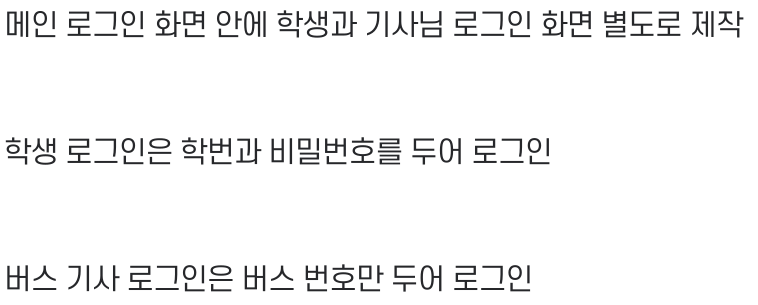 메인 로그인 화면 안에 학생과 기사님 로그인 화면 별도로 제작
학생 로그인은 학번과 비밀번호를 두어 로그인
버스 기사 로그인은 버스 번호만 두어 로그인